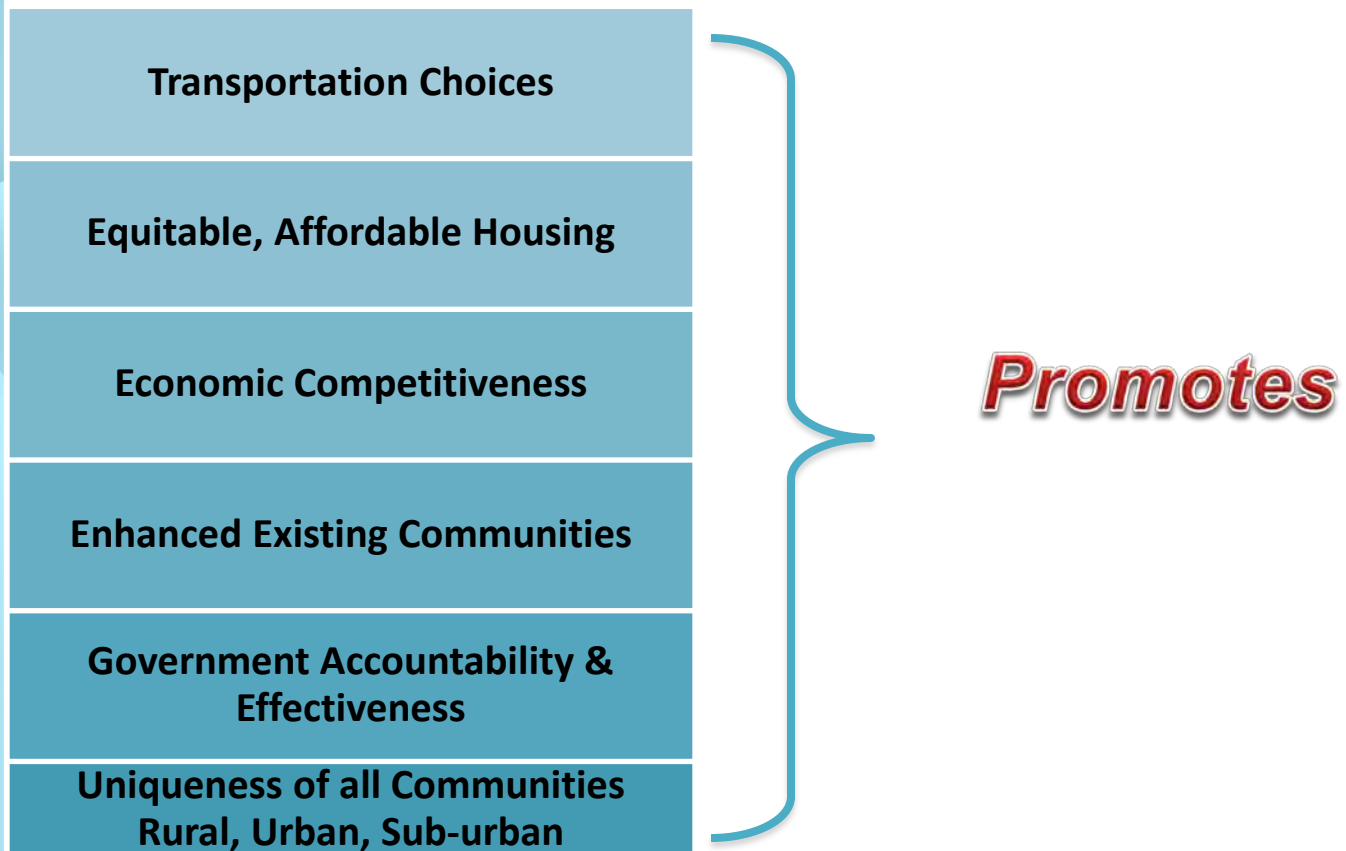 Transportation Choices
Equitable, Affordable Housing
Economic Competitiveness
Promotes
Enhanced Existing Communities
Government Accountability &
Effectiveness
Uniqueness of all Communities
Rural, Urban, Sub-urban